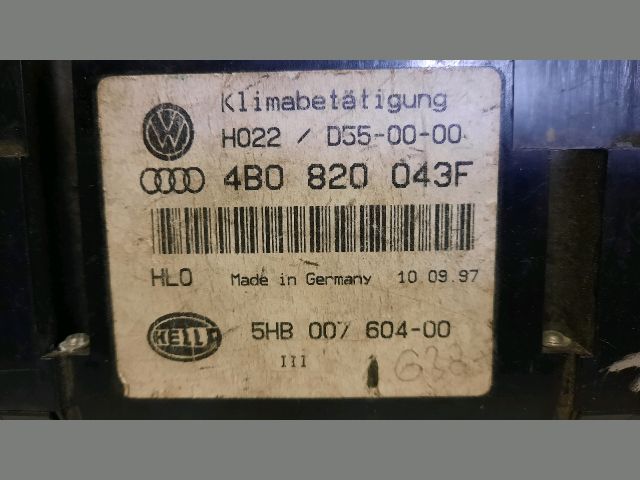 Klimabetätigung
H022 / D55-00-00
4B0 820 043F
HLO Made in Germany 10 09.97
HELLA
5HB 007 604-00
III